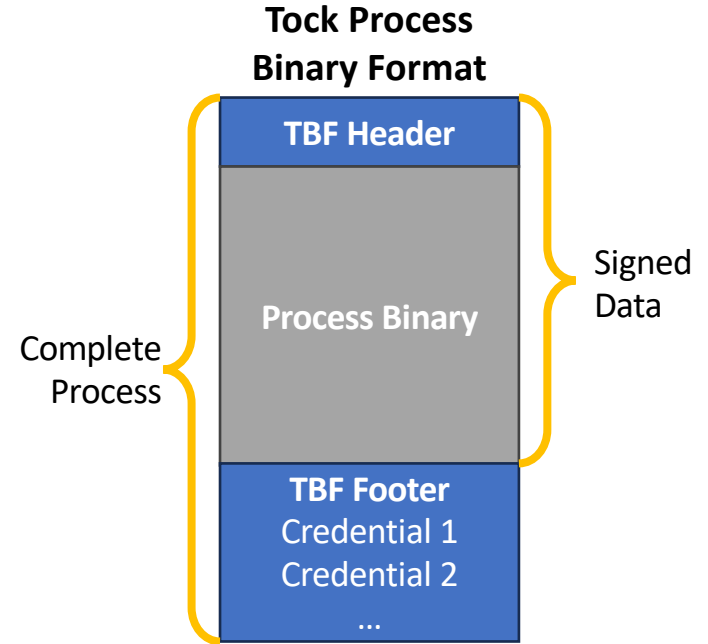 Tock Process
Binary Format
TBF Header
Process Binary
Signed
Data
Complete
Process
TBF Footer
Credential 1
Credential 2
...